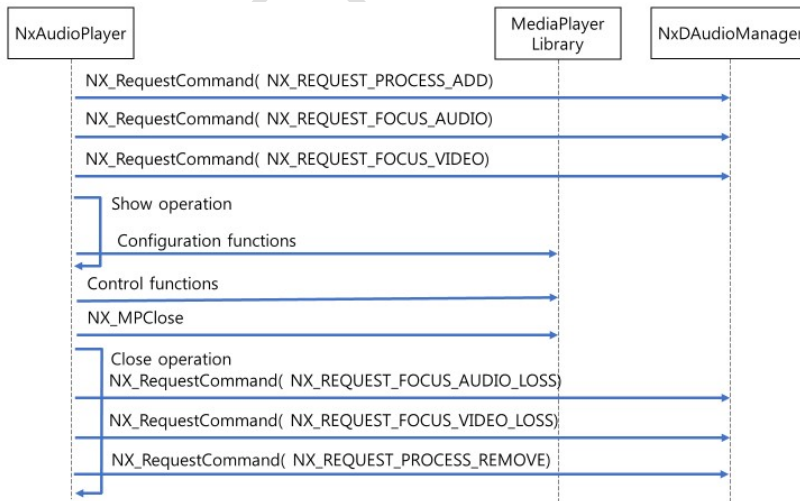 NxAudioPlayer
MediaPlayer
Library
NxDAudioManager
NX_RequestCommand( NX_REQUEST_PROCESS_ADD)
NX_RequestCommand( NX_REQUEST_FOCUS_AUDIO)
NX_RequestCommand( NX_REQUEST_FOCUS_VIDEO)
Show operation
Configuration functions
Control functions
NX_MPClose
Close operation
NX_RequestCommand( NX_REQUEST_FOCUS_AUDIO_LOSS)
NX_RequestCommand( NX_REQUEST_FOCUS_VIDEO_LOSS)
NX_RequestCommand( NX_REQUEST_PROCESS_REMOVE)